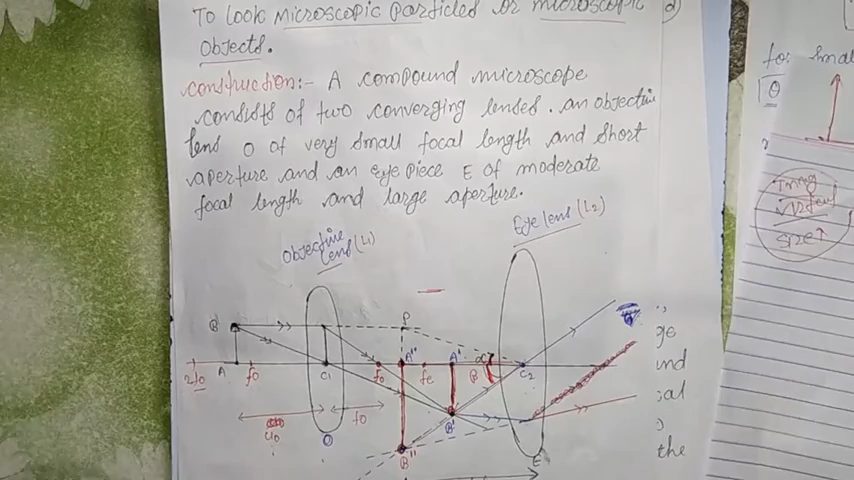 To look microscopic particles or microscopic
objects.
construction:- A compound microscope
consists of two converging lenses. an objective
lens O of very small focal length and short
aperture and an eye piece E of moderate
focal length and large aperture.
Objective
lens (L1)
Eye lens (L2)
B
P
2fo
A
fo
C1
fo
A"
fe
A'
β
α
C2
uo
fo
O
B'
B"
E
ge
und
cal
the
for small
θ
Img
Virtual
size↑